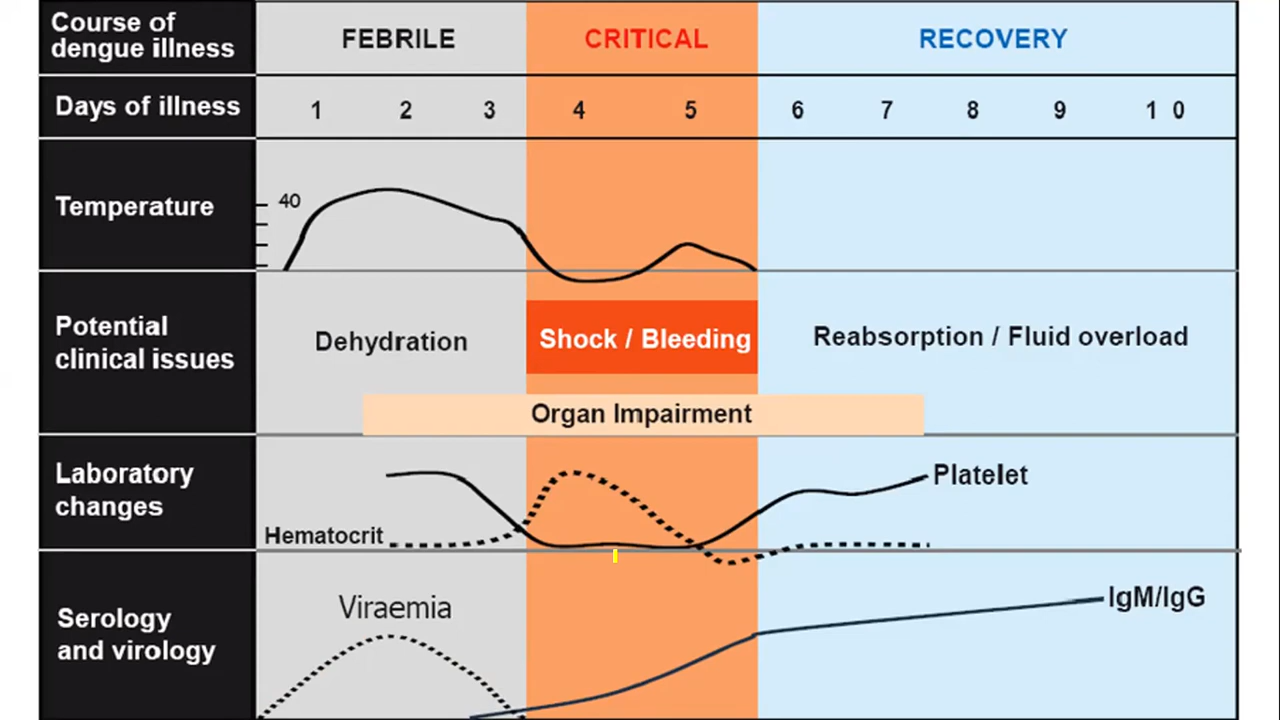 Course of
dengue illness
FEBRILE
CRITICAL
RECOVERY
Days of illness
1 2 3 4 5 6 7 8 9 1 0
Temperature
40
Potential
clinical issues
Dehydration
Shock / Bleeding
Reabsorption / Fluid overload
Organ Impairment
Laboratory
changes
Platelet
Hematocrit
Serology
and virology
Viraemia
IgM/IgG